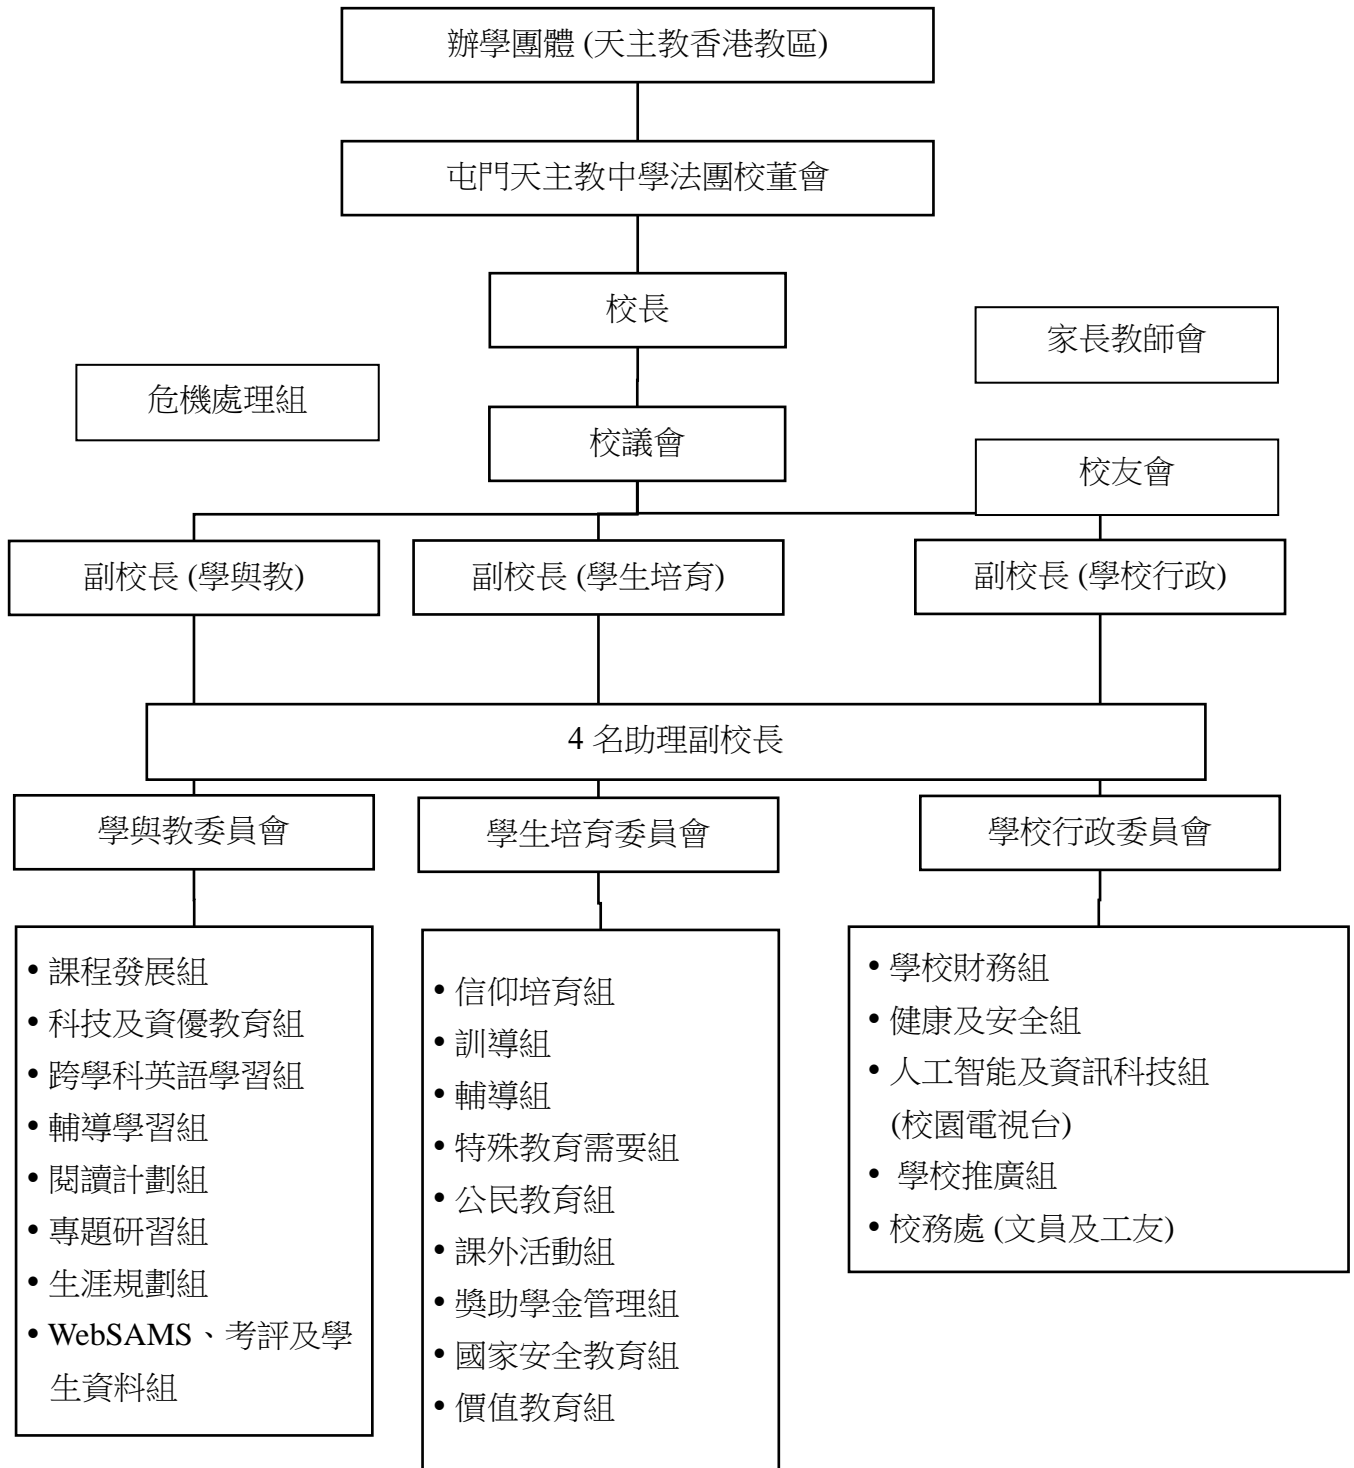 辦學團體 (天主教香港教區)
屯門天主教中學法團校董會
校長
家長教師會
危機處理組
校議會
校友會
副校長 (學與教)
副校長 (學生培育)
副校長 (學校行政)
4 名助理副校長
學與教委員會
學生培育委員會
學校行政委員會
• 課程發展組
• 科技及資優教育組
• 跨學科英語學習組
• 輔導學習組
• 閱讀計劃組
• 專題研習組
• 生涯規劃組
• WebSAMS、考評及學
生資料組
• 信仰培育組
• 訓導組
• 輔導組
• 特殊教育需要組
• 公民教育組
• 課外活動組
• 獎助學金管理組
• 國家安全教育組
• 價值教育組
• 學校財務組
• 健康及安全組
• 人工智能及資訊科技組
(校園電視台)
• 學校推廣組
• 校務處 (文員及工友)